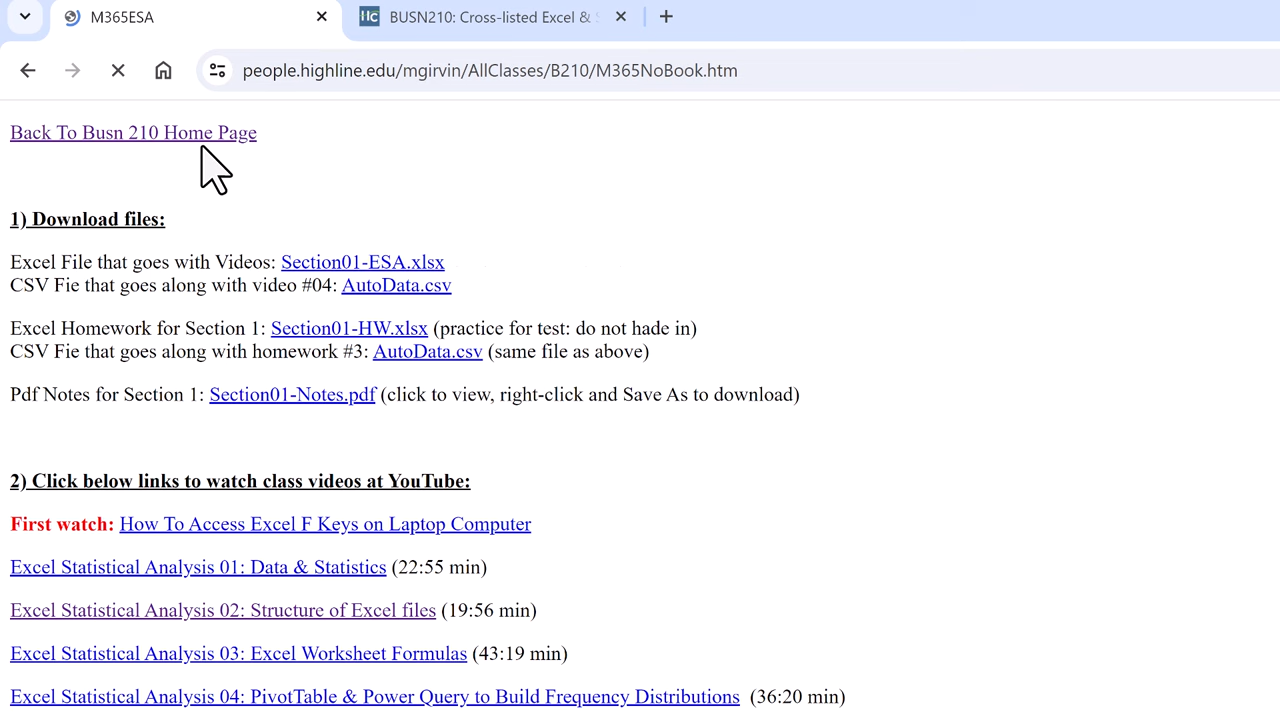 M365ESA
BUSN210: Cross-listed Excel &
people.highline.edu/mgirvin/AllClasses/B210/M365NoBook.htm
Back To Busn 210 Home Page
1) Download files:
Excel File that goes with Videos: Section01-ESA.xlsx
CSV Fie that goes along with video #04: AutoData.csv
Excel Homework for Section 1: Section01-HW.xlsx (practice for test: do not hade in)
CSV Fie that goes along with homework #3: AutoData.csv (same file as above)
Pdf Notes for Section 1: Section01-Notes.pdf (click to view, right-click and Save As to download)
2) Click below links to watch class videos at YouTube:
First watch: How To Access Excel F Keys on Laptop Computer
Excel Statistical Analysis 01: Data & Statistics (22:55 min)
Excel Statistical Analysis 02: Structure of Excel files (19:56 min)
Excel Statistical Analysis 03: Excel Worksheet Formulas (43:19 min)
Excel Statistical Analysis 04: PivotTable & Power Query to Build Frequency Distributions (36:20 min)